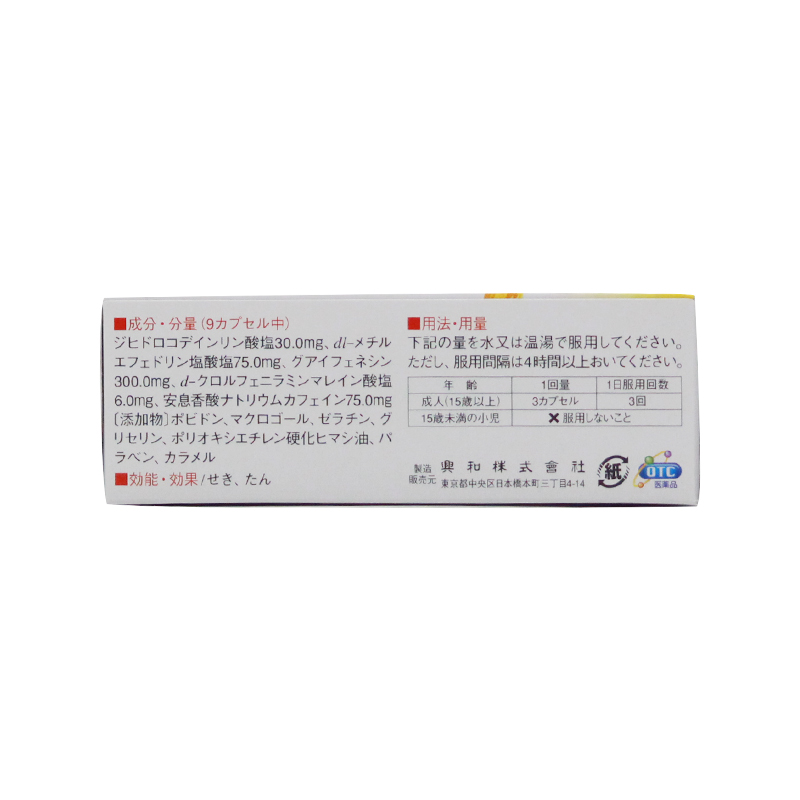 ■成分・分量(9カプセル中)
ジヒドロコデインリン酸塩30.0mg、dl-メチル
エフェドリン塩酸塩75.0mg、グアイフェネシン
300.0mg、d-クロルフェニラミンマレイン酸塩
6.0mg、安息香酸ナトリウムカフェイン75.0mg
〔添加物〕ポビドン、マクロゴール、ゼラチン、グ
リセリン、ポリオキシエチレン硬化ヒマシ油、パ
ラベン、カラメル
■効能・効果/せき、たん
■用法・用量
下記の量を水又は温湯で服用してください。
ただし、服用間隔は4時間以上おいてください。
年齢 1回量 1日服用回数
成人(15歳以上) 3カプセル 3回
15歳未満の小児 ✖服用しないこと
製造
販売元
興和株式會社
東京都中央区日本橋本町三丁目4-14
紙
OTC
医薬品